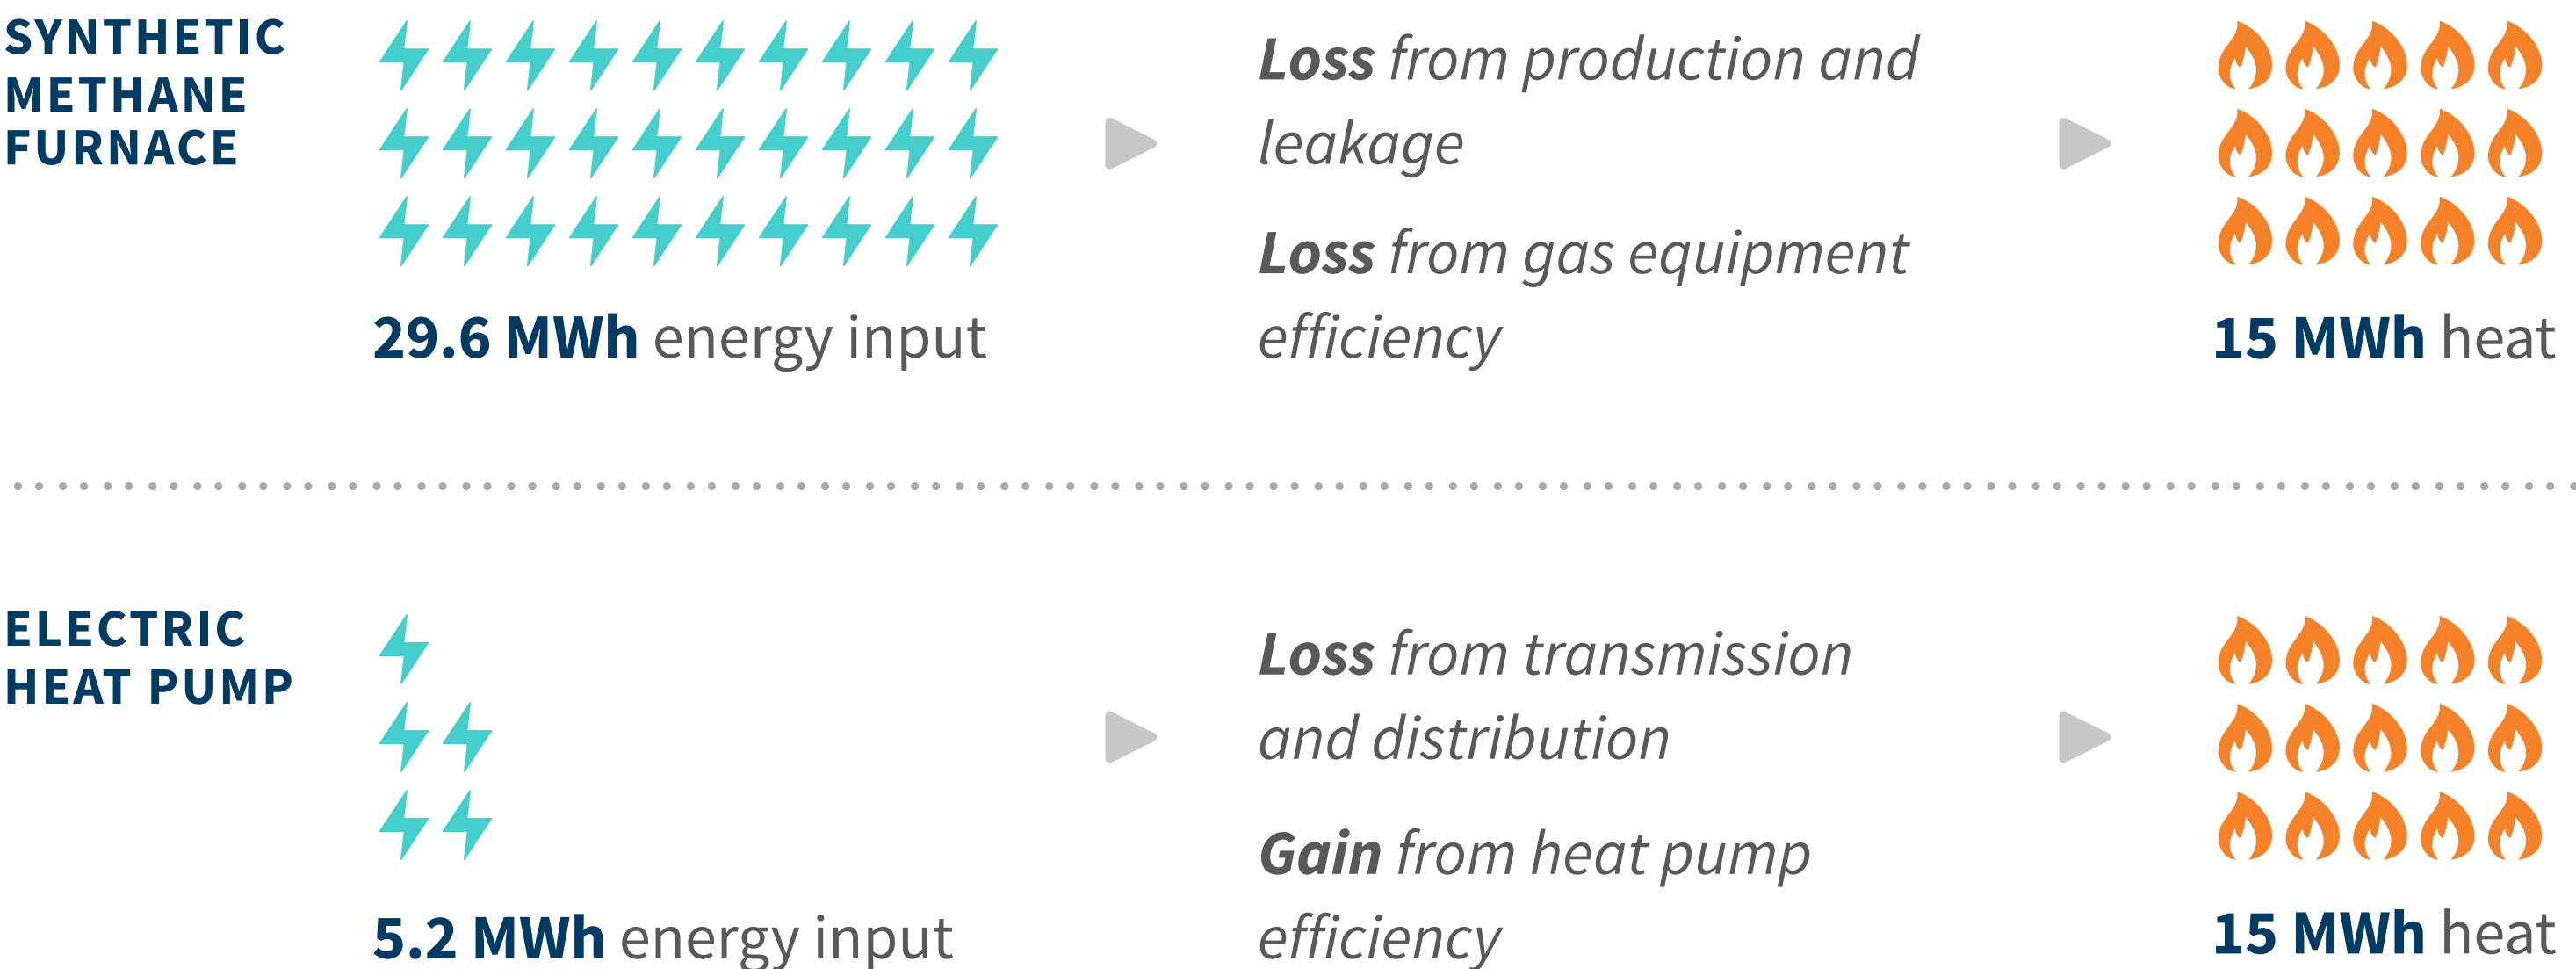 SYNTHETIC
METHANE
FURNACE
29.6 MWh energy input
Loss from production and
leakage
Loss from gas equipment
efficiency
15 MWh heat
ELECTRIC
HEAT PUMP
5.2 MWh energy input
Loss from transmission
and distribution
Gain from heat pump
efficiency
15 MWh heat